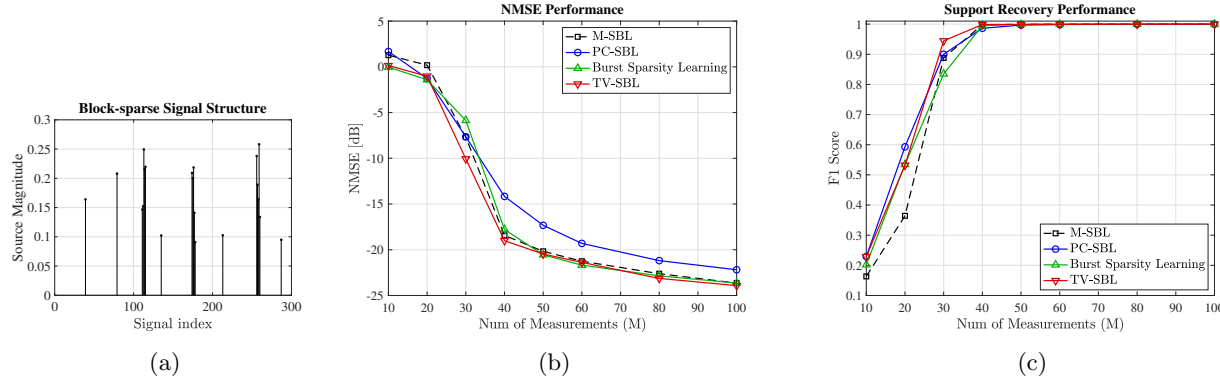 Block-sparse Signal Structure
0.3
0.25
0.2
0.15
0.1
0.05
0
Source Magnitude
0 100 200 300
Signal index
(a)
NMSE Performance
M-SBL
PC-SBL
Burst Sparsity Learning
TV-SBL
5
0
-5
-10
-15
-20
-25
NMSE [dB]
10 20 30 40 50 60 70 80 90 100
Num of Measurements (M)
(b)
Support Recovery Performance
1
0.9
0.8
0.7
0.6
0.5
0.4
0.3
0.2
0.1
F1 Score
M-SBL
PC-SBL
Burst Sparsity Learning
TV-SBL
10 20 30 40 50 60 70 80 90 100
Num of Measurements (M)
(c)